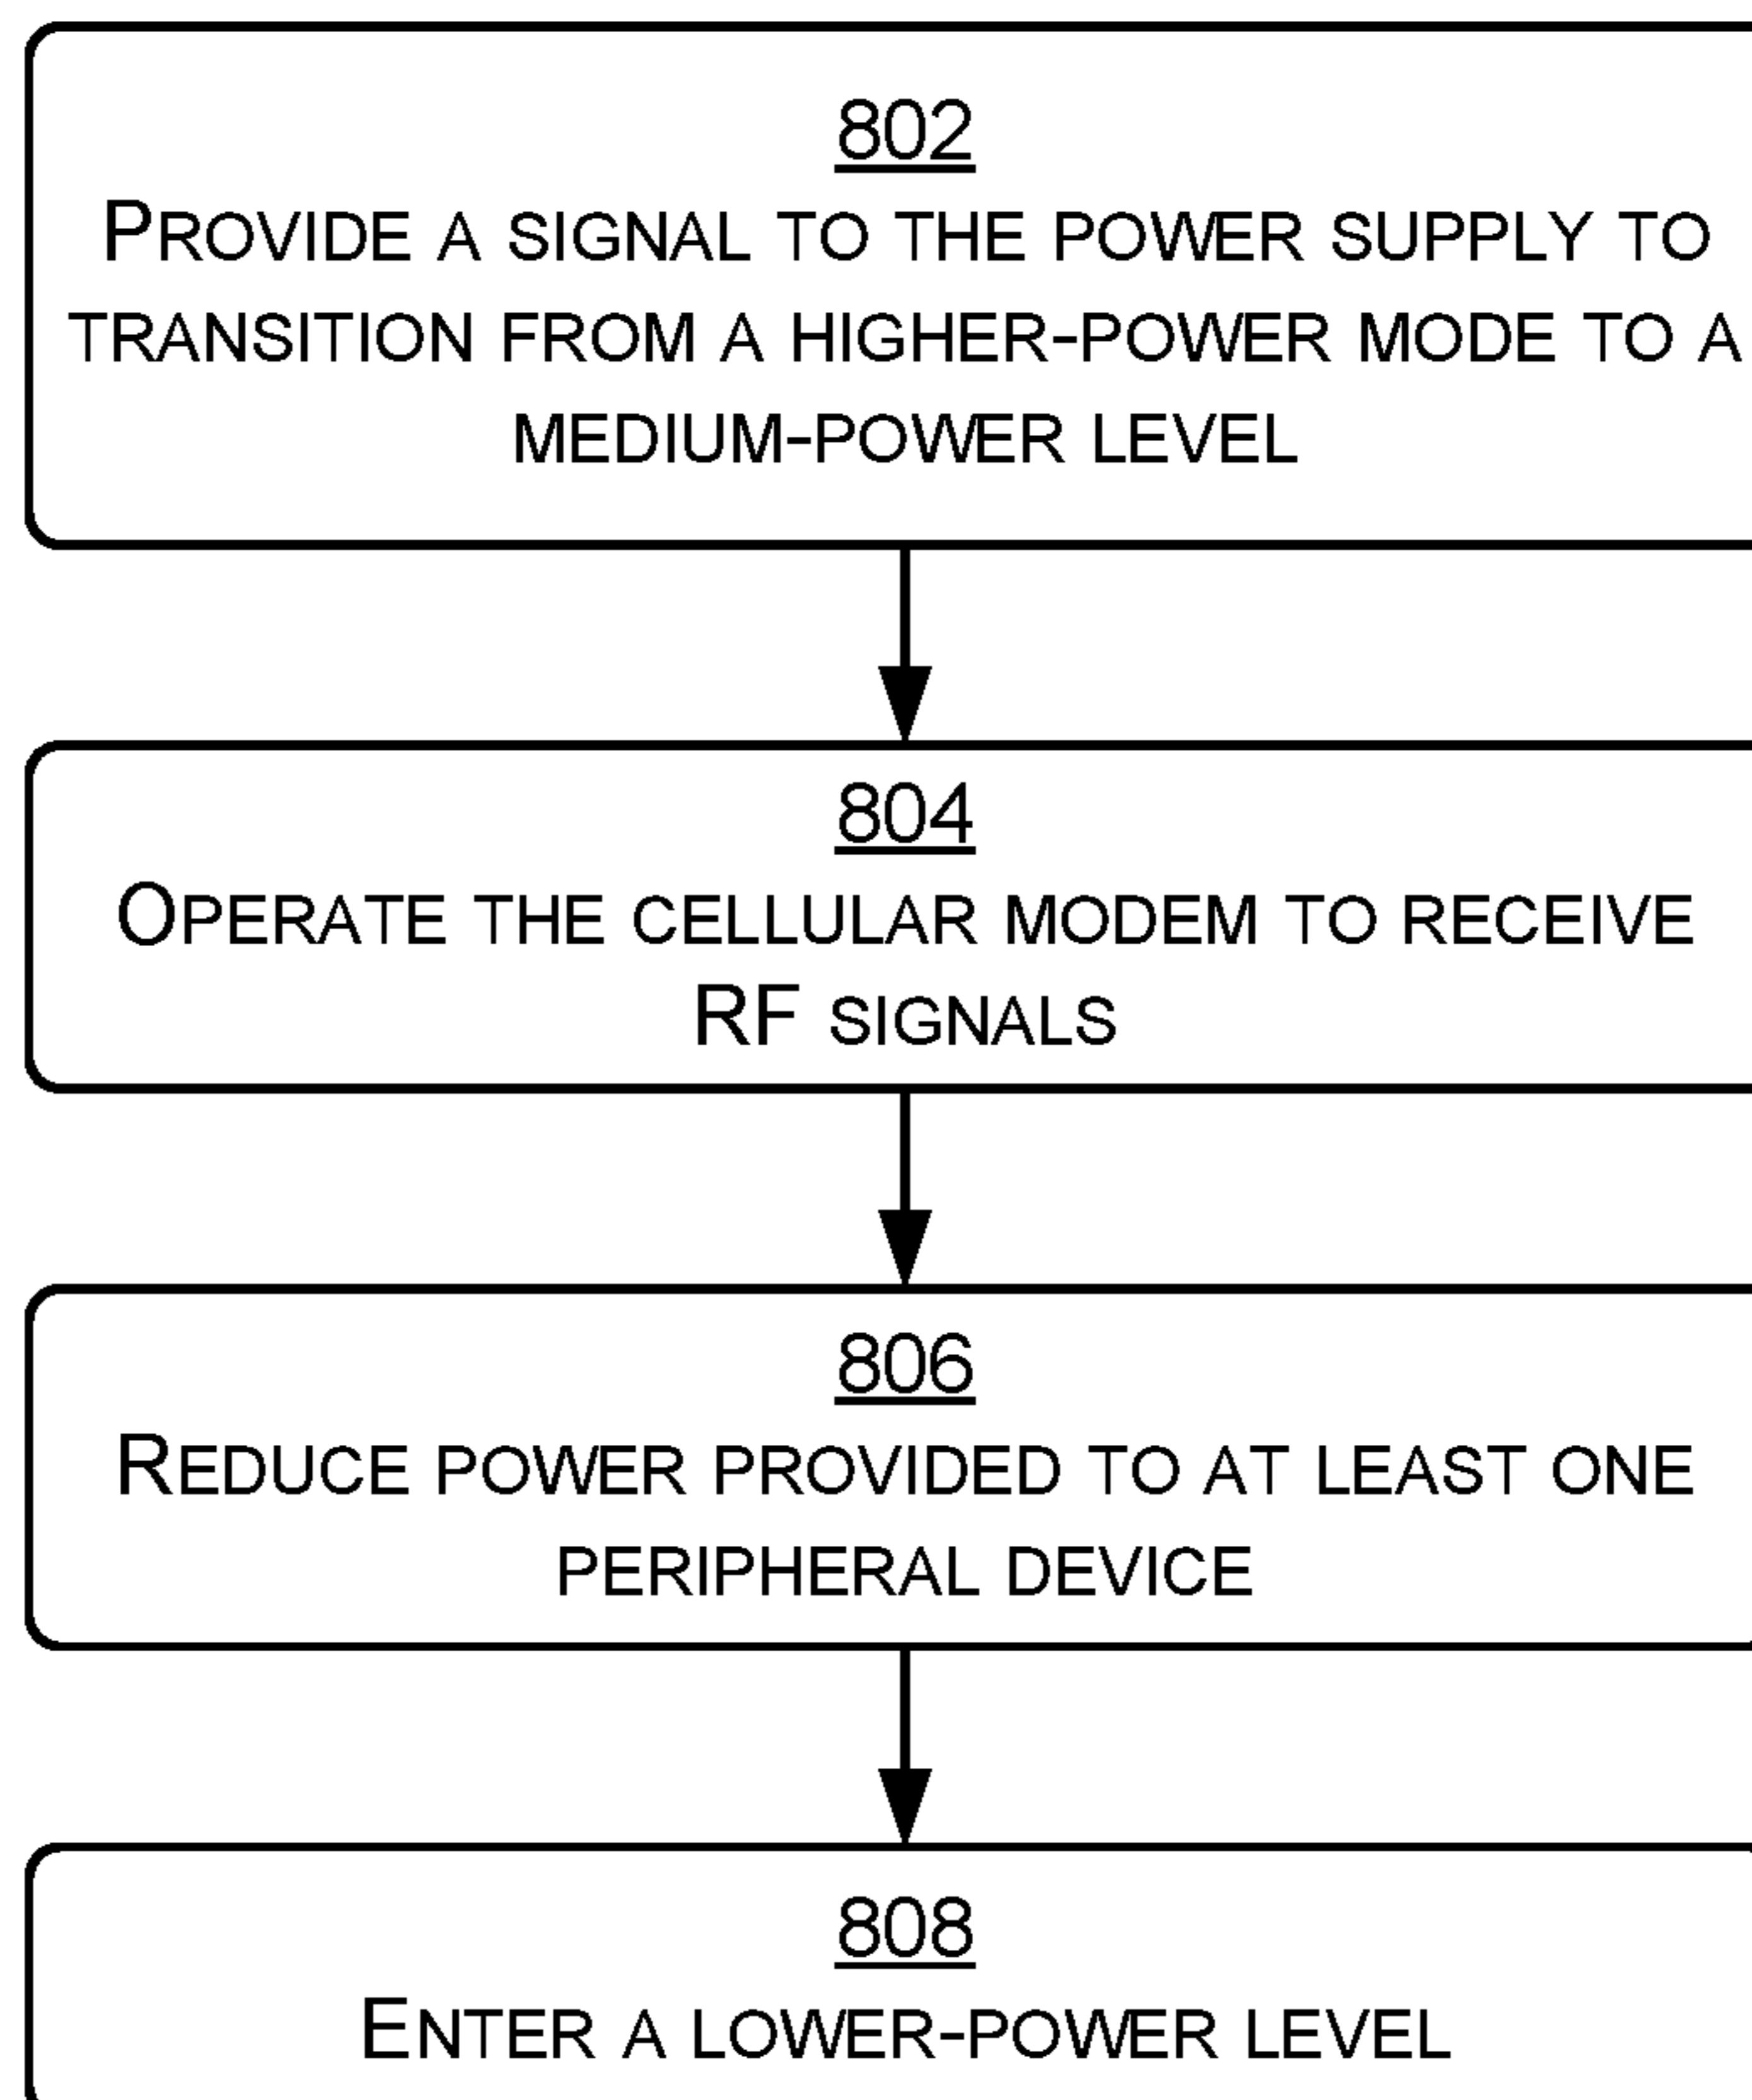 802
PROVIDE A SIGNAL TO THE POWER SUPPLY TO
TRANSITION FROM A HIGHER-POWER MODE TO A
MEDIUM-POWER LEVEL
804
OPERATE THE CELLULAR MODEM TO RECEIVE
RF SIGNALS
806
REDUCE POWER PROVIDED TO AT LEAST ONE
PERIPHERAL DEVICE
808
ENTER A LOWER-POWER LEVEL